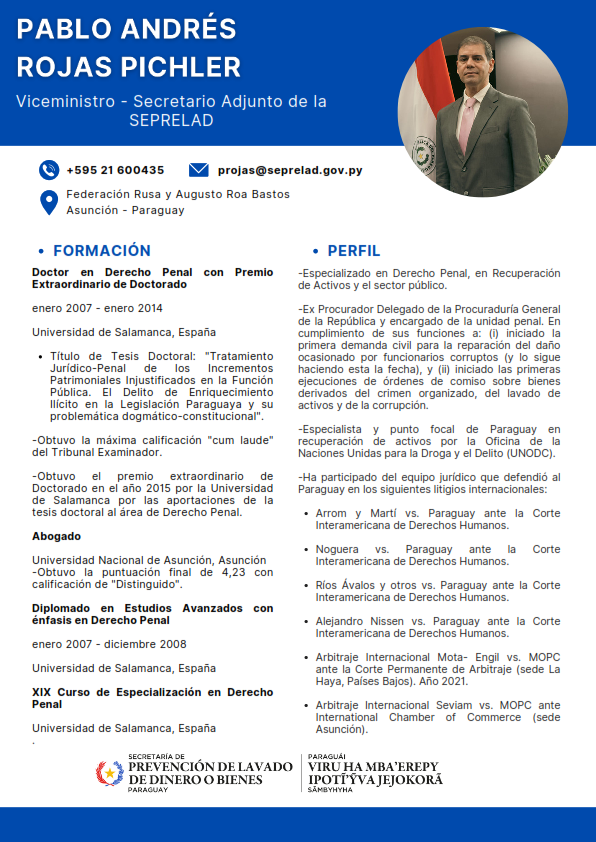 PABLO ANDRÉS
ROJAS PICHLER
Viceministro - Secretario Adjunto de la
SEPRELAD
+595 21 600435
projas@seprelad.gov.py
Federación Rusa y Augusto Roa Bastos
Asunción - Paraguay
• FORMACIÓN
Doctor en Derecho Penal con Premio
Extraordinario de Doctorado
enero 2007 - enero 2014
Universidad de Salamanca, España
• Título de Tesis Doctoral: "Tratamiento
Jurídico-Penal de los Incrementos
Patrimoniales Injustificados en la Función
Pública. El Delito de Enriquecimiento
Ilícito en la Legislación Paraguaya y su
problemática dogmático-constitucional".
-Obtuvo la máxima calificación "cum laude"
del Tribunal Examinador.
-Obtuvo el premio extraordinario de
Doctorado en el año 2015 por la Universidad
de Salamanca por las aportaciones de la
tesis doctoral al área de Derecho Penal.
Abogado
Universidad Nacional de Asunción, Asunción
-Obtuvo la puntuación final de 4,23 con
calificación de "Distinguido".
Diplomado en Estudios Avanzados con
énfasis en Derecho Penal
enero 2007 - diciembre 2008
Universidad de Salamanca, España
XIX Curso de Especialización en Derecho
Penal
Universidad de Salamanca, España
.
• PERFIL
-Especializado en Derecho Penal, en Recuperación
de Activos y el sector público.
-Ex Procurador Delegado de la Procuraduría General
de la República y encargado de la unidad penal. En
cumplimiento de sus funciones a: (i) iniciado la
primera demanda civil para la reparación del daño
ocasionado por funcionarios corruptos (y lo sigue
haciendo esta la fecha), y (ii) iniciado las primeras
ejecuciones de órdenes de comiso sobre bienes
derivados del crimen organizado, del lavado de
activos y de la corrupción.
-Especialista y punto focal de Paraguay en
recuperación de activos por la Oficina de la
Naciones Unidas para la Droga y el Delito (UNODC).
-Ha participado del equipo jurídico que defendió al
Paraguay en los siguientes litigios internacionales:
• Arrom y Martí vs. Paraguay ante la Corte
Interamericana de Derechos Humanos.
• Noguera vs. Paraguay ante la Corte
Interamericana de Derechos Humanos.
• Ríos Ávalos y otros vs. Paraguay ante la Corte
Interamericana de Derechos Humanos.
• Alejandro Nissen vs. Paraguay ante la Corte
Interamericana de Derechos Humanos.
• Arbitraje Internacional Mota- Engil vs. MOPC
ante la Corte Permanente de Arbitraje (sede La
Haya, Países Bajos). Año 2021.
• Arbitraje Internacional Seviam vs. MOPC ante
International Chamber of Commerce (sede
Asunción).
SECRETARÍA DE
PREVENCIÓN DE LAVADO
DE DINERO O BIENES
PARAGUAY
PARAGUÁI
VIRU HA MBA'EREPY
IPOTĨ'ỸVA JEJOKORÃ
SÃMBYHYHA